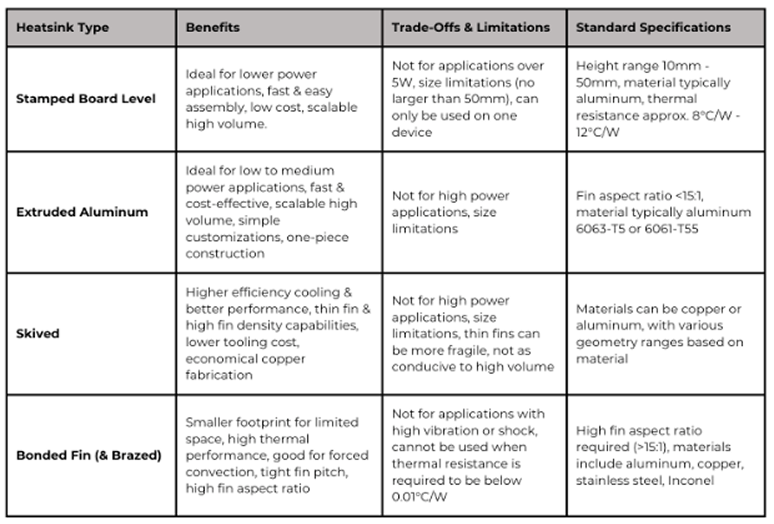 Heatsink Type
Benefits
Trade-Offs & Limitations
Standard Specifications
Stamped Board Level
Ideal for lower power
applications, fast & easy
assembly, low cost, scalable
high volume.
Not for applications over
5W, size limitations (no
larger than 50mm), can
only be used on one
device
Height range 10mm -
50mm, material typically
aluminum, thermal
resistance approx. 8°C/W -
12°C/W
Extruded Aluminum
Ideal for low to medium
power applications, fast &
cost-effective, scalable high
volume, simple
customizations, one-piece
construction
Not for high power
applications, size
limitations
Fin aspect ratio <15:1,
material typically aluminum
6063-T5 or 6061-T55
Skived
Higher efficiency cooling &
better performance, thin fin &
high fin density capabilities,
lower tooling cost,
economical copper
fabrication
Not for high power
applications, size
limitations, thin fins can
be more fragile, not as
conducive to high volume
Materials can be copper or
aluminum, with various
geometry ranges based on
material
Bonded Fin (& Brazed)
Smaller footprint for limited
space, high thermal
performance, good for forced
convection, tight fin pitch,
high fin aspect ratio
Not for applications with
high vibration or shock,
cannot be used when
thermal resistance is
required to be below
0.01°C/W
High fin aspect ratio
required (>15:1), materials
include aluminum, copper,
stainless steel, Inconel